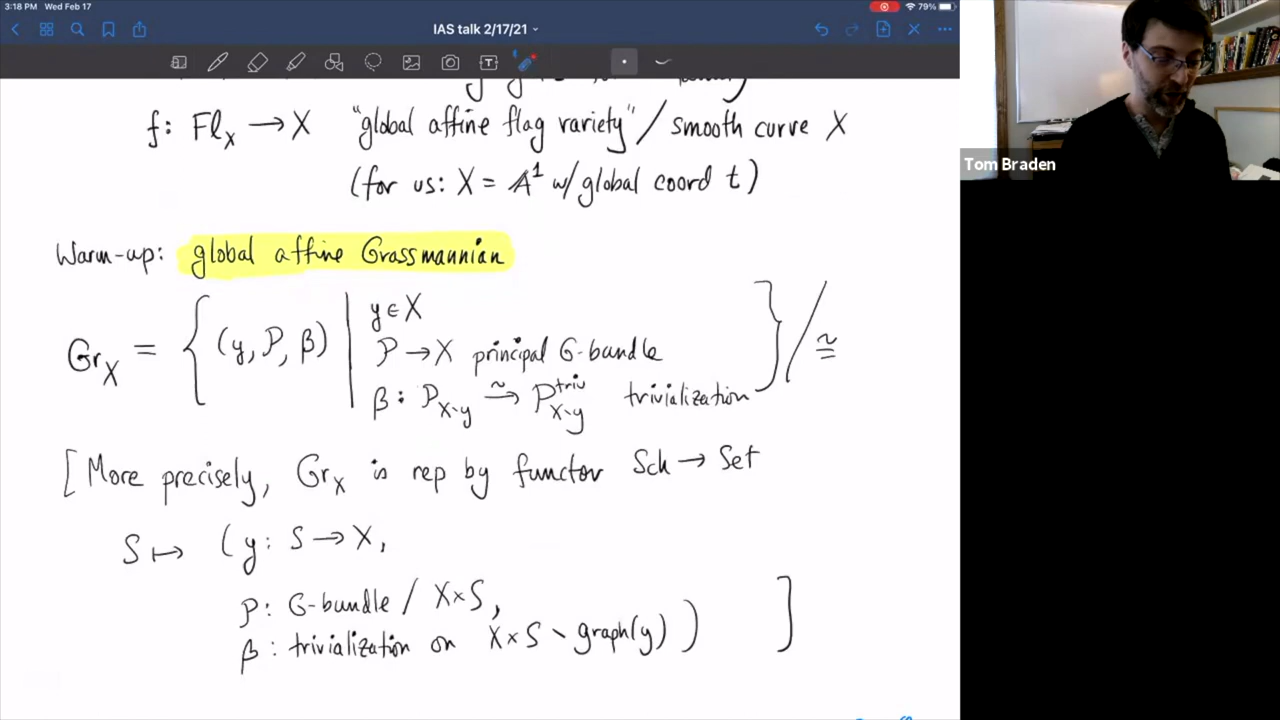 3:18 PM Wed Feb 17
79%
IAS talk 2/17/21
f: Fl_X → X "global affine flag variety" / smooth curve X
(for us: X = A¹ w/ global coord t)
Tom Braden
Warm-up: global affine Grassmannian
Gr_X = { (y, P, β) | y ∈ X
P → X principal G-bundle
β : P_{X∖y} ⥲ P^{triv}_{X∖y} trivialization } / ≅
[More precisely, Gr_X is rep by functor Sch → Set
S ↦ (y: S → X,
P: G-bundle / X×S,
β: trivialization on X×S ∖ graph(y)) ]